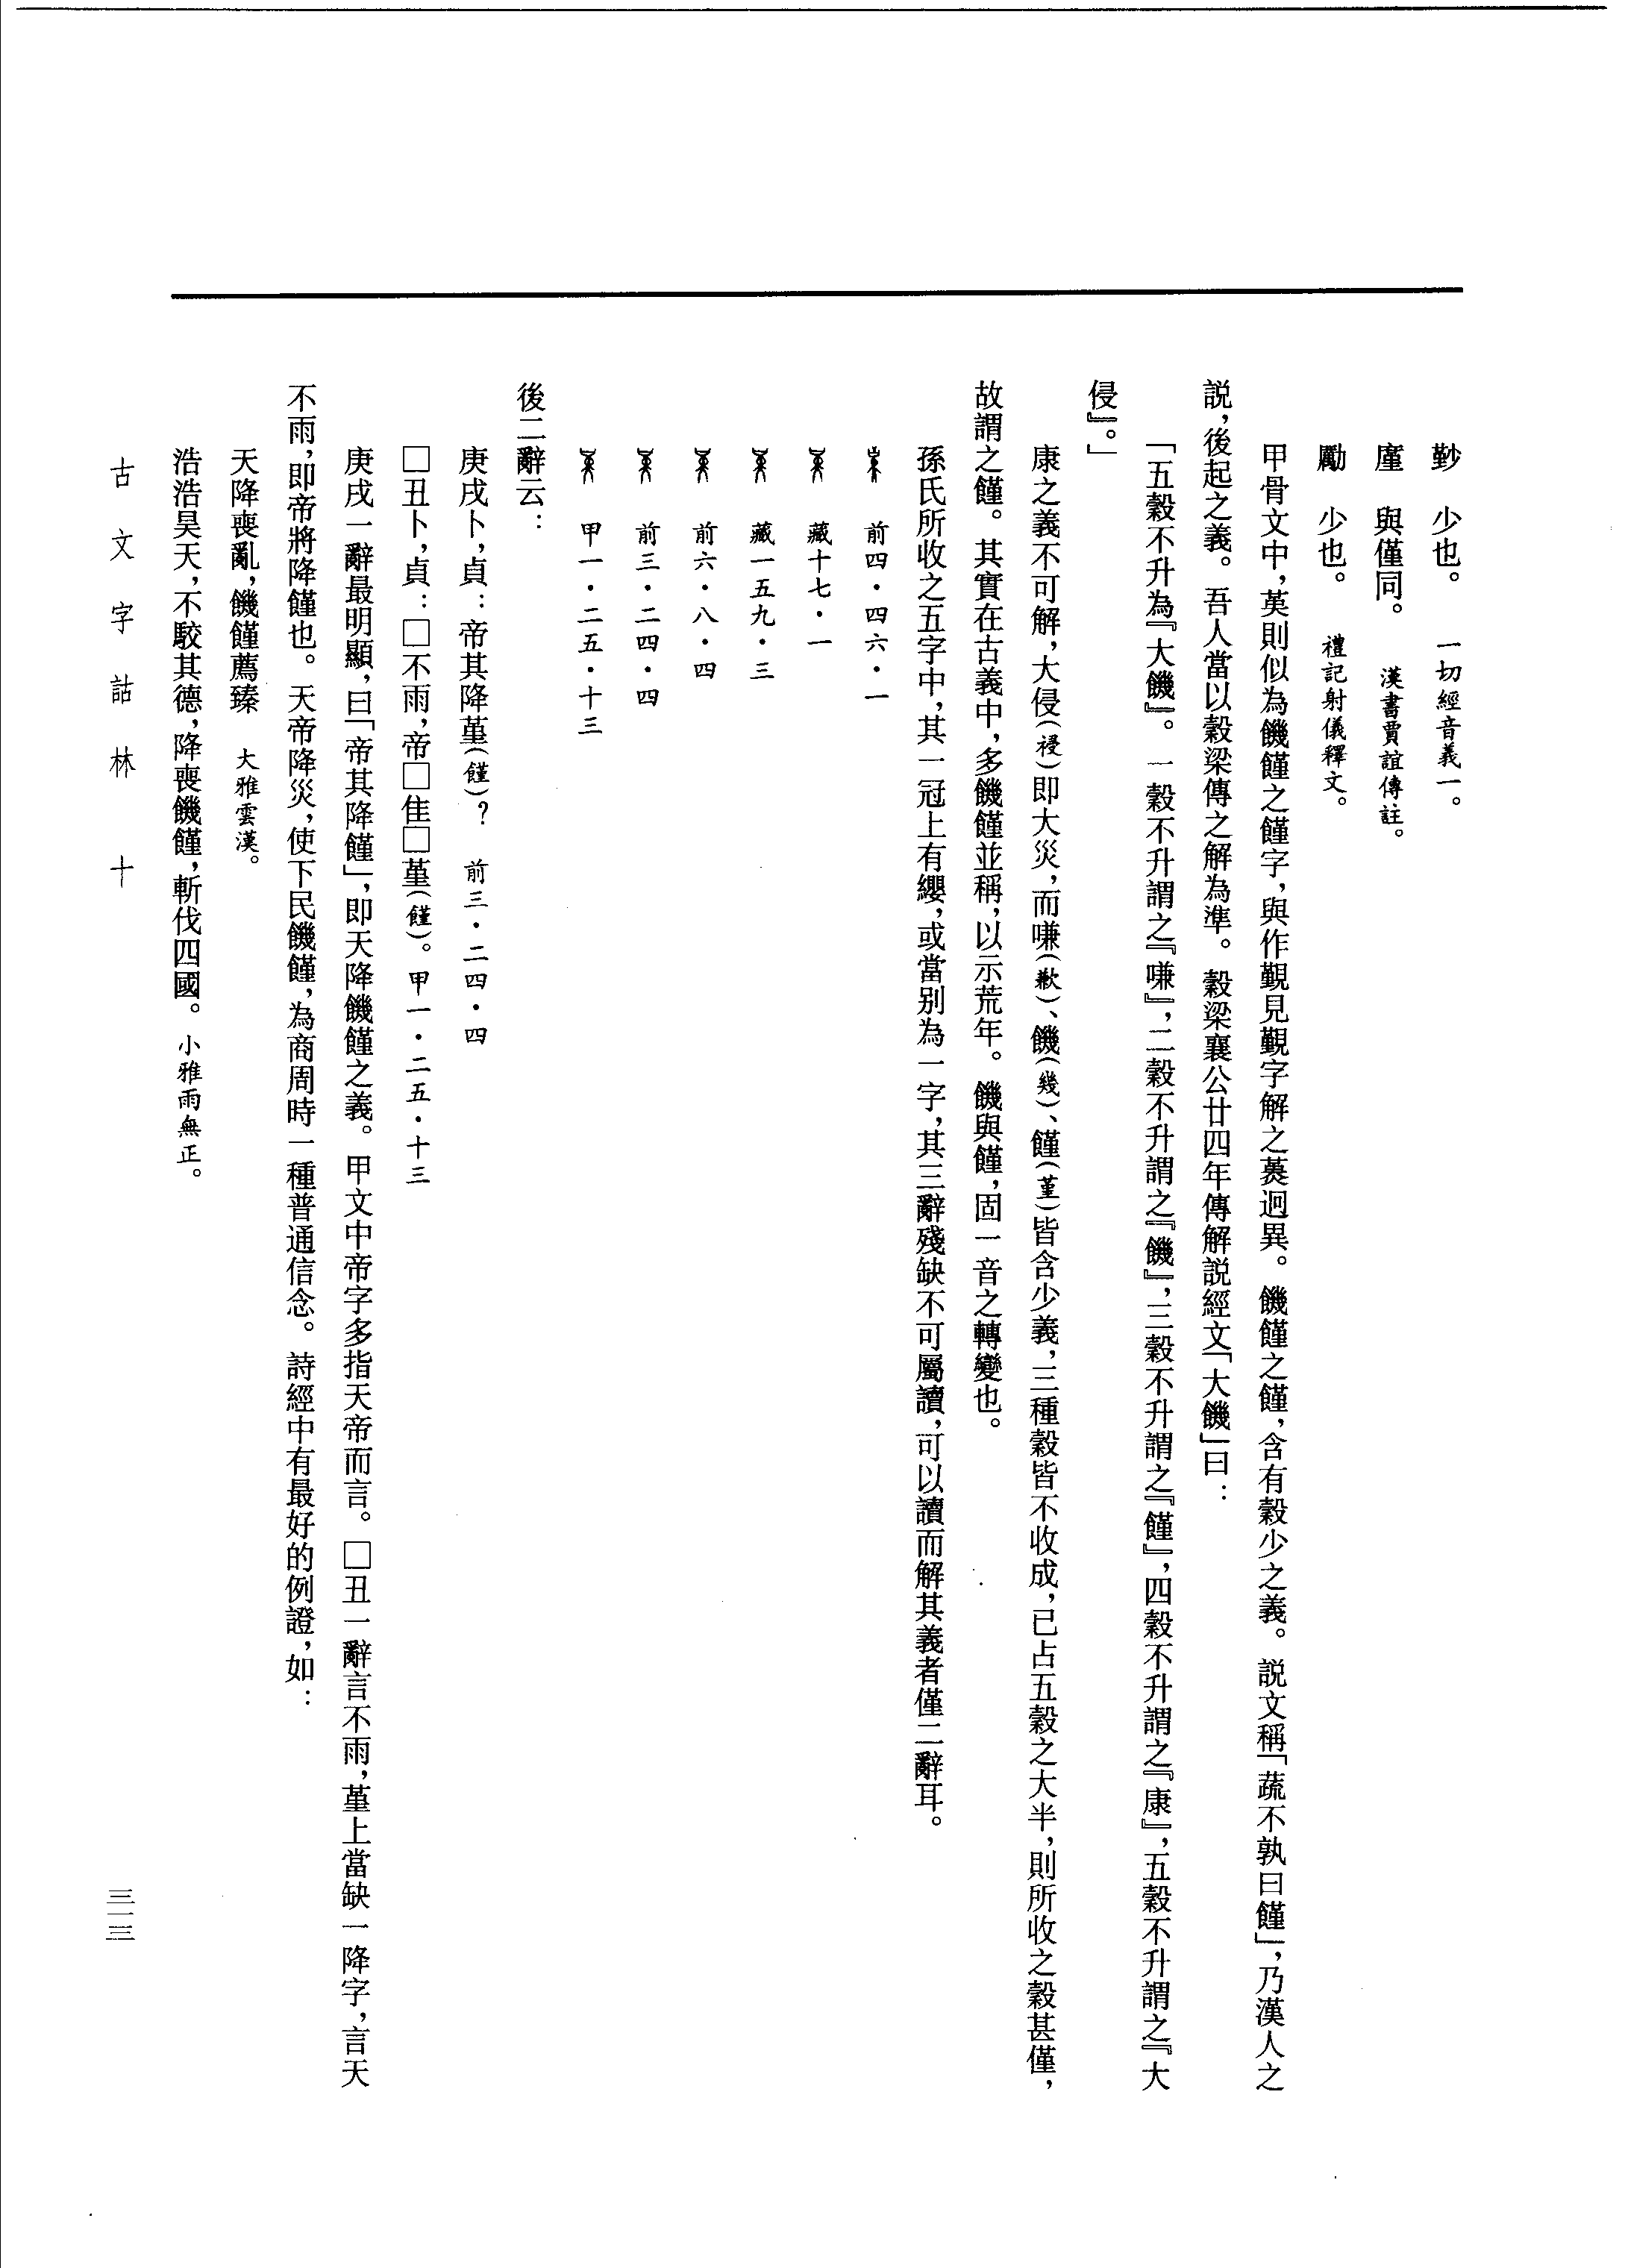 少也。　一切經音義一。
廑　與僅同。　漢書賈誼傳註。
勵　少也。　禮記射儀釋文。
甲骨文中，英則似為饑饉之饉字，與作覲見覲字解之䒺迥異。饑饉之饉，含有穀少之義。說文稱「蔬不孰曰饉」，乃漢人之
說，後起之義。吾人當以穀梁傳之解為準。穀梁襄公廿四年傳解說經文「大饑」曰：
「五穀不升為『大饑』。一穀不升謂之『嗛』，二穀不升謂之『饑』，三穀不升謂之『饉』，四穀不升謂之『康』，五穀不升謂之『大
侵』。」
康之義不可解，大侵（祲）即大災，而嗛（歉）、饑（幾）、饉（堇）皆含少義，三種穀皆不收成，已占五穀之大半，則所收之穀甚僅，
故謂之饉。其實在古義中，多饑饉並稱，以示荒年。饑與饉，固一音之轉變也。
孫氏所收之五字中，其一冠上有纓，或當別為一字，其三辭殘缺不可屬讀，可以讀而解其義者僅二辭耳。
前四·四六·一
藏十七·一
藏一五九·三
前六·八·四
前三·二四·四
甲一·二五·十三
後二辭云：
庚戌卜，貞：帝其降堇（饉）？　前三·二四·四
□丑卜，貞：□不雨，帝□隹□堇（饉）。甲一·二五·十三
庚戌一辭最明顯，曰「帝其降饉」，即天降饑饉之義。甲文中帝字多指天帝而言。□丑一辭言不雨，堇上當缺一降字，言天
不雨，即帝將降饉也。天帝降災，使下民饑饉，為商周時一種普通信念。詩經中有最好的例證，如：
天降喪亂，饑饉薦臻　大雅雲漢。
浩浩昊天，不駿其德，降喪饑饉，斬伐四國。小雅雨無正。
古文字詁林　十
三一三